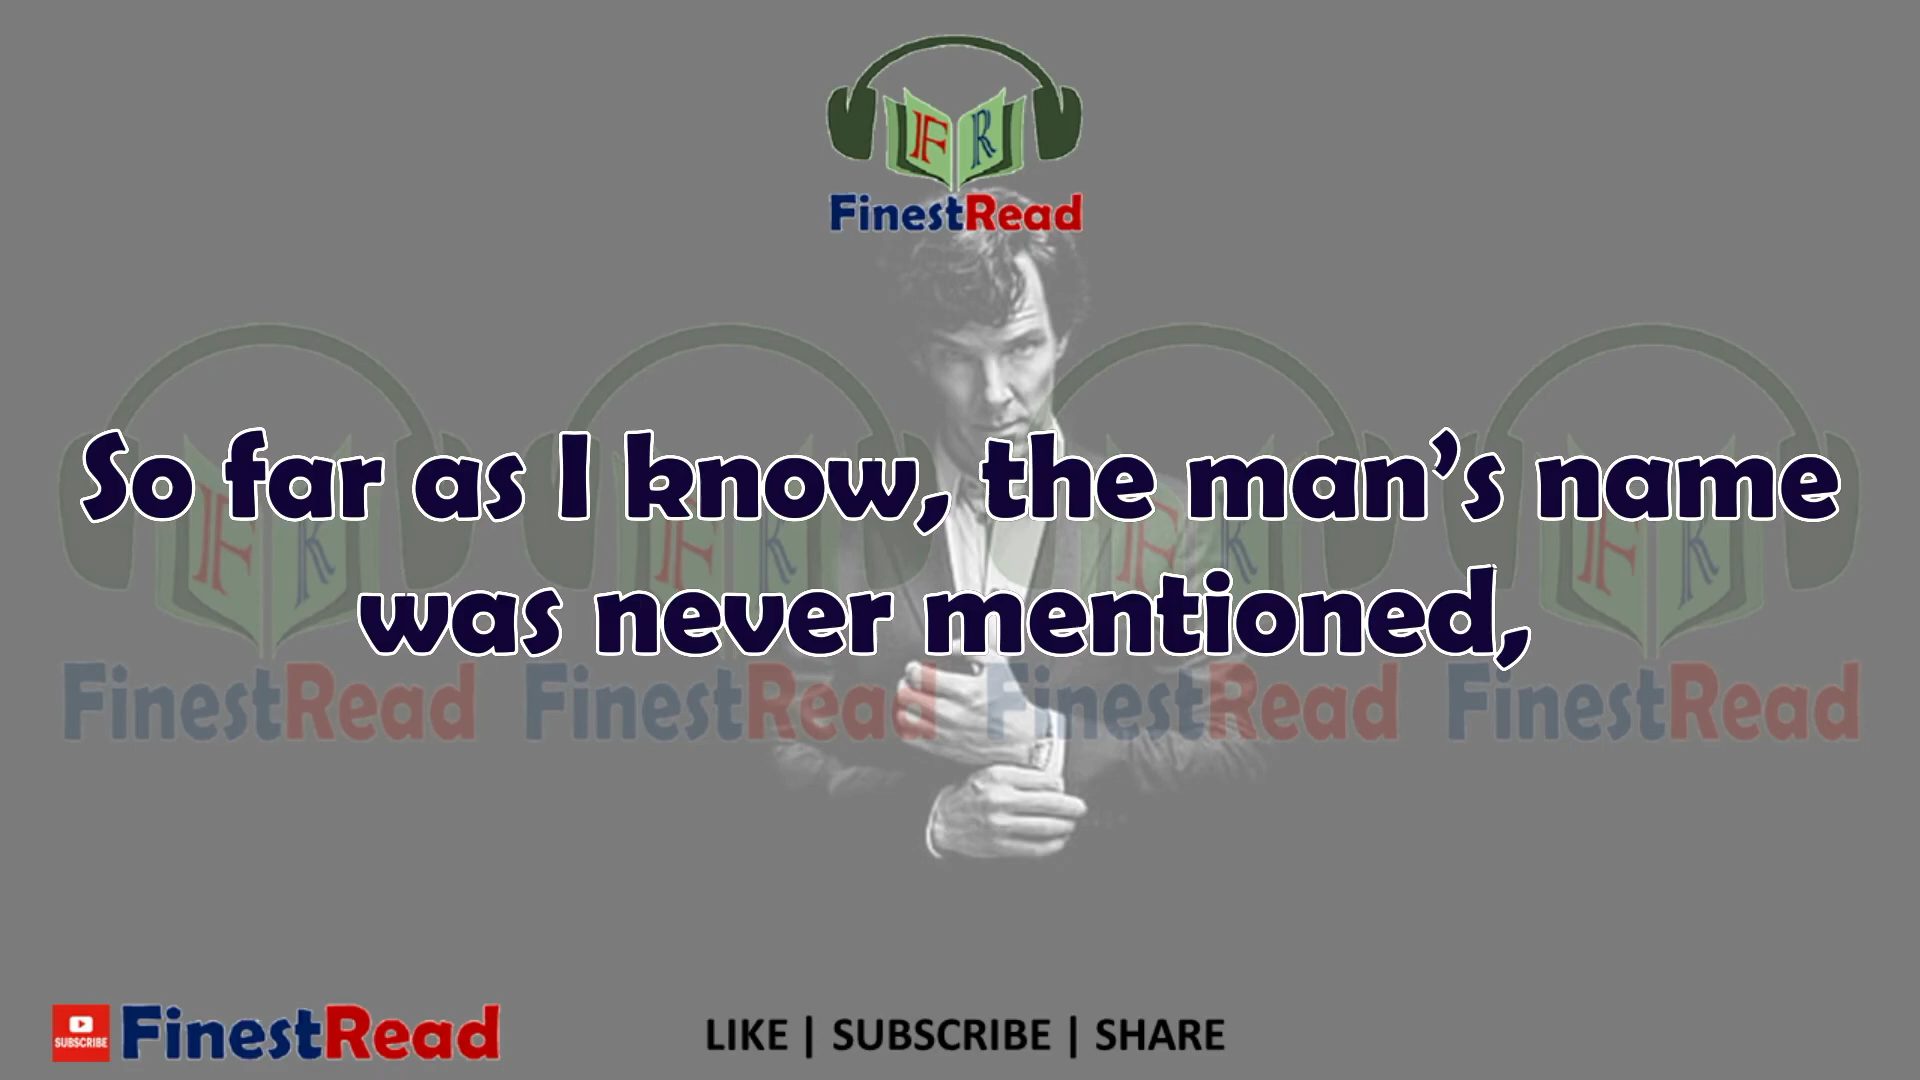 F R
FinestRead
So far as I know, the man’s name
was never mentioned,
F R F R F R F R
FinestRead FinestRead FinestRead FinestRead
SUBSCRIBE FinestRead LIKE | SUBSCRIBE | SHARE